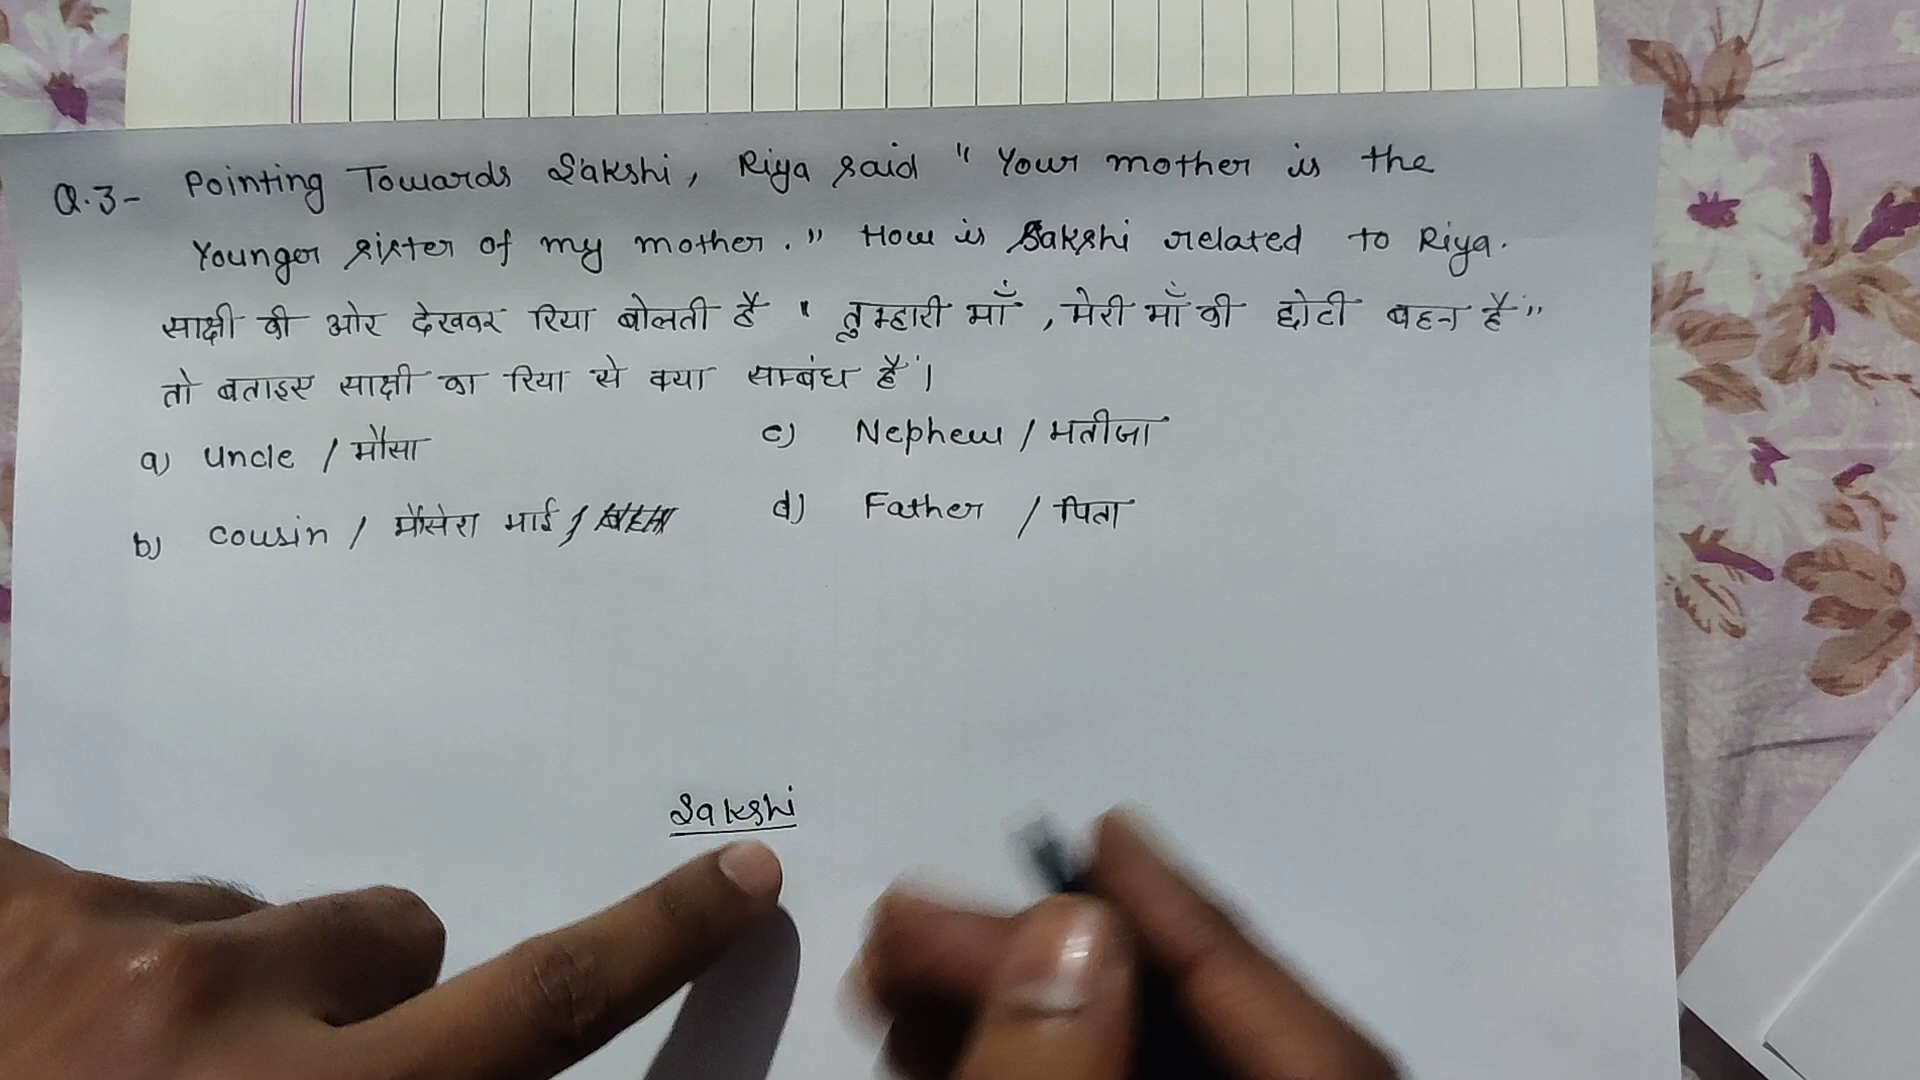 Q.3- Pointing Towards Sakshi, Riya said " Your mother is the
Younger sister of my mother." How is Sakshi related to Riya.
साक्षी की ओर देखकर रिया बोलती है " तुम्हारी माँ , मेरी माँ की छोटी बहन है"
तो बताइए साक्षी का रिया से क्या सम्बंध है।
a) Uncle / मौसा
c) Nephew / भतीजा
b) Cousin / मौसेरा भाई /
d) Father / पिता
Sakshi